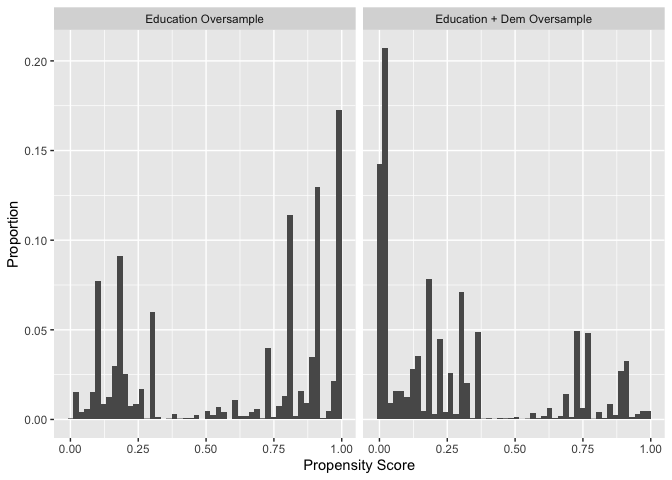 Education Oversample
Education + Dem Oversample
Proportion
0.20
0.15
0.10
0.05
0.00
0.00 0.25 0.50 0.75 1.00
0.00 0.25 0.50 0.75 1.00
Propensity Score